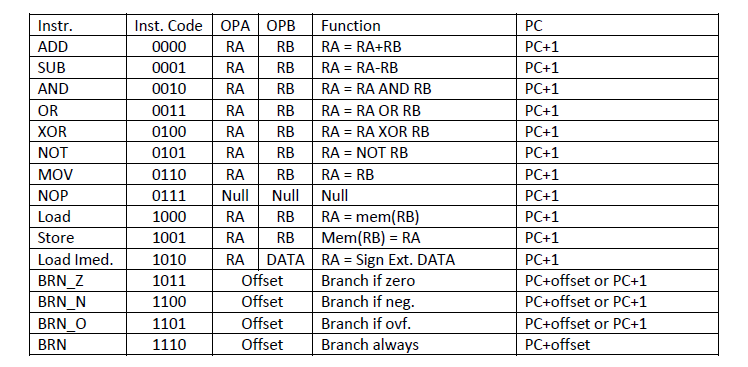 Instr. Inst. Code OPA OPB Function PC
ADD 0000 RA RB RA = RA+RB PC+1
SUB 0001 RA RB RA = RA-RB PC+1
AND 0010 RA RB RA = RA AND RB PC+1
OR 0011 RA RB RA = RA OR RB PC+1
XOR 0100 RA RB RA = RA XOR RB PC+1
NOT 0101 RA RB RA = NOT RB PC+1
MOV 0110 RA RB RA = RB PC+1
NOP 0111 Null Null Null PC+1
Load 1000 RA RB RA = mem(RB) PC+1
Store 1001 RA RB Mem(RB) = RA PC+1
Load Imed. 1010 RA DATA RA = Sign Ext. DATA PC+1
BRN_Z 1011 Offset Branch if zero PC+offset or PC+1
BRN_N 1100 Offset Branch if neg. PC+offset or PC+1
BRN_O 1101 Offset Branch if ovf. PC+offset or PC+1
BRN 1110 Offset Branch always PC+offset